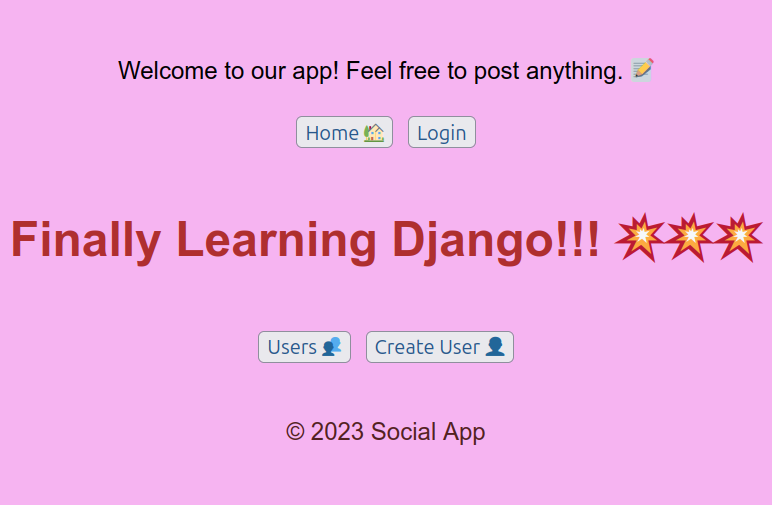 Welcome to our app! Feel free to post anything. 📝
Home 🏡 Login
Finally Learning Django!!! 💥💥💥
Users 👥 Create User 👤
© 2023 Social App